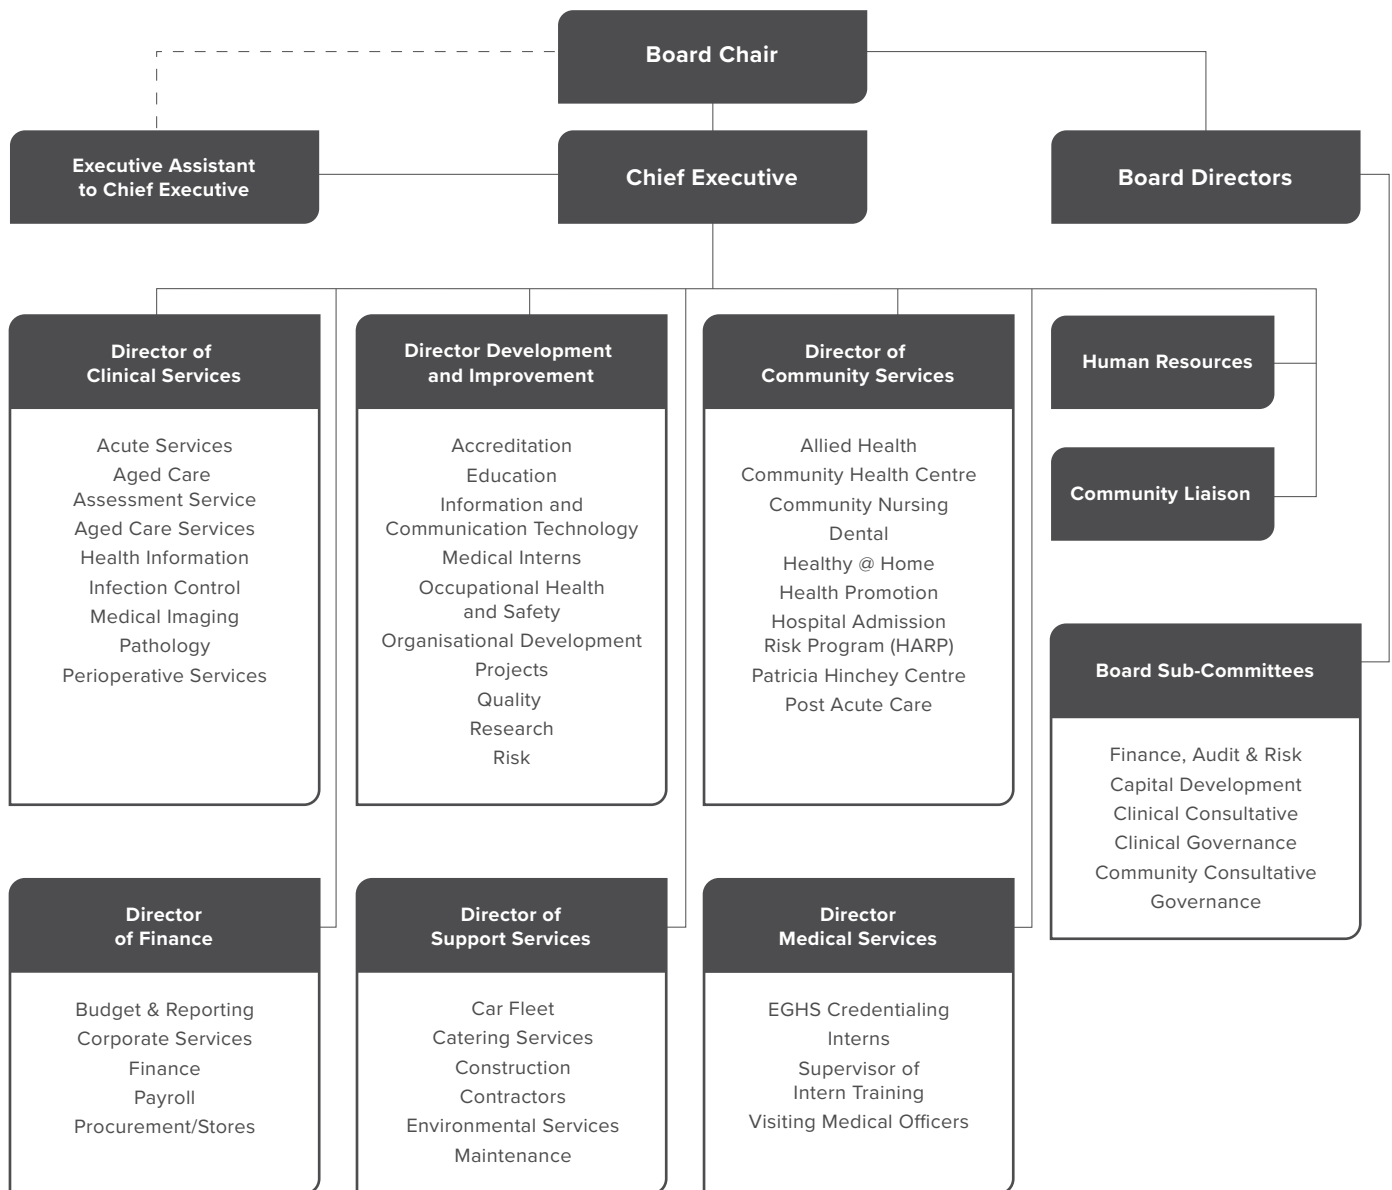 Board Chair
Executive Assistant
to Chief Executive
Chief Executive
Board Directors
Director of
Clinical Services
Acute Services
Aged Care
Assessment Service
Aged Care Services
Health Information
Infection Control
Medical Imaging
Pathology
Perioperative Services
Director Development
and Improvement
Accreditation
Education
Information and
Communication Technology
Medical Interns
Occupational Health
and Safety
Organisational Development
Projects
Quality
Research
Risk
Director of
Community Services
Allied Health
Community Health Centre
Community Nursing
Dental
Healthy @ Home
Health Promotion
Hospital Admission
Risk Program (HARP)
Patricia Hinchey Centre
Post Acute Care
Human Resources
Community Liaison
Board Sub-Committees
Finance, Audit & Risk
Capital Development
Clinical Consultative
Clinical Governance
Community Consultative
Governance
Director
of Finance
Budget & Reporting
Corporate Services
Finance
Payroll
Procurement/Stores
Director of
Support Services
Car Fleet
Catering Services
Construction
Contractors
Environmental Services
Maintenance
Director
Medical Services
EGHS Credentialing
Interns
Supervisor of
Intern Training
Visiting Medical Officers